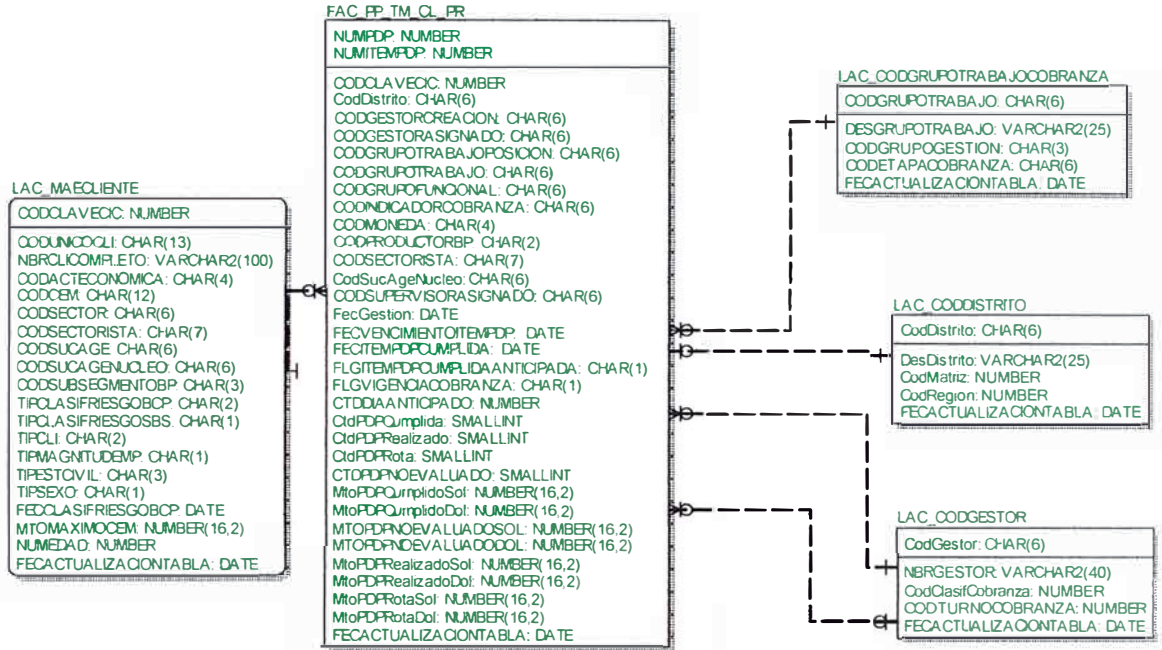 FAC_PP_TM_CL_PR
NUMPDP: NUMBER
NUMITEMPDP: NUMBER
CODCLAVECIC: NUMBER
CodDistrito: CHAR(6)
CODGESTORCREACION: CHAR(6)
CODGESTORASIGNADO: CHAR(6)
CODGRUPOTRABAJOPOSICION: CHAR(6)
CODGRUPOTRABAJO: CHAR(6)
CODGRUPOFUNCIONAL: CHAR(6)
CODINDICADORCOBRANZA: CHAR(6)
CODMONEDA: CHAR(4)
CODPRODUCTORBP: CHAR(2)
CODSECTORISTA: CHAR(7)
CodSucAgeNucleo: CHAR(6)
CODSUPERVISORASIGNADO: CHAR(6)
FecGestion: DATE
FECVENCIMIENTOITEMPDP: DATE
FECITEMPDPCUMPLIDA: DATE
FLGITEMPDPCUMPLIDAANTICIPADA: CHAR(1)
FLGVIGENCIACOBRANZA: CHAR(1)
CTDDIAANTICIPADO: NUMBER
CtdPDPCumplida: SMALLINT
CtdPDPRealizado: SMALLINT
CtdPDPRota: SMALLINT
CTDPDPNOEVALUADO: SMALLINT
MtoPDPCumplidoSol: NUMBER(16,2)
MtoPDPCumplidoDol: NUMBER(16,2)
MTOPDPNOEVALUADOSOL: NUMBER(16,2)
MTOPDPNOEVALUADODOL: NUMBER(16,2)
MtoPDPRealizadoSol: NUMBER(16,2)
MtoPDPRealizadoDol: NUMBER(16,2)
MtoPDPRotaSol: NUMBER(16,2)
MtoPDPRotaDol: NUMBER(16,2)
FECACTUALIZACIONTABLA: DATE
LAC_MAECLIENTE
CODCLAVECIC: NUMBER
CODUNICOCLI: CHAR(13)
NBRCLICOMPLETO: VARCHAR2(100)
CODACTECONOMICA: CHAR(4)
CODCEM: CHAR(12)
CODSECTOR: CHAR(6)
CODSECTORISTA: CHAR(7)
CODSUCAGE: CHAR(6)
CODSUCAGENUCLEO: CHAR(6)
CODSUBSEGMENTOBP: CHAR(3)
TIPCLASIFRIESGOBCP: CHAR(2)
TIPCLASIFRIESGOSBS: CHAR(1)
TIPCLI: CHAR(2)
TIPMAGNITUDEMP: CHAR(1)
TIPESTCIVIL: CHAR(3)
TIPSEXO: CHAR(1)
FECCLASIFRIESGOBCP: DATE
MTOMAXIMOCEM: NUMBER(16,2)
NUMEDAD: NUMBER
FECACTUALIZACIONTABLA: DATE
LAC_CODGRUPOTRABAJOCOBRANZA
CODGRUPOTRABAJO: CHAR(6)
DESGRUPOTRABAJO: VARCHAR2(25)
CODGRUPOGESTION: CHAR(3)
CODETAPACOBRANZA: CHAR(6)
FECACTUALIZACIONTABLA: DATE
LAC_CODDISTRITO
CodDistrito: CHAR(6)
DesDistrito: VARCHAR2(25)
CodMatriz: NUMBER
CodRegion: NUMBER
FECACTUALIZACIONTABLA: DATE
LAC_CODGESTOR
CodGestor: CHAR(6)
NBRGESTOR: VARCHAR2(40)
CodClasifCobranza: NUMBER
CODTURNOCOBRANZA: NUMBER
FECACTUALIZACIONTABLA: DATE